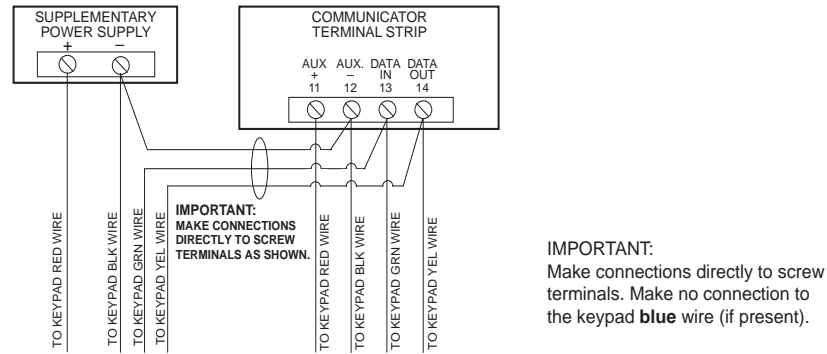 SUPPLEMENTARY
POWER SUPPLY
+ –
COMMUNICATOR
TERMINAL STRIP
AUX AUX. DATA DATA
+ – IN OUT
11 12 13 14
IMPORTANT:
MAKE CONNECTIONS
DIRECTLY TO SCREW
TERMINALS AS SHOWN.
TO KEYPAD RED WIRE
TO KEYPAD BLK WIRE
TO KEYPAD GRN WIRE
TO KEYPAD YEL WIRE
TO KEYPAD RED WIRE
TO KEYPAD BLK WIRE
TO KEYPAD GRN WIRE
TO KEYPAD YEL WIRE
IMPORTANT:
Make connections directly to screw
terminals. Make no connection to
the keypad blue wire (if present).